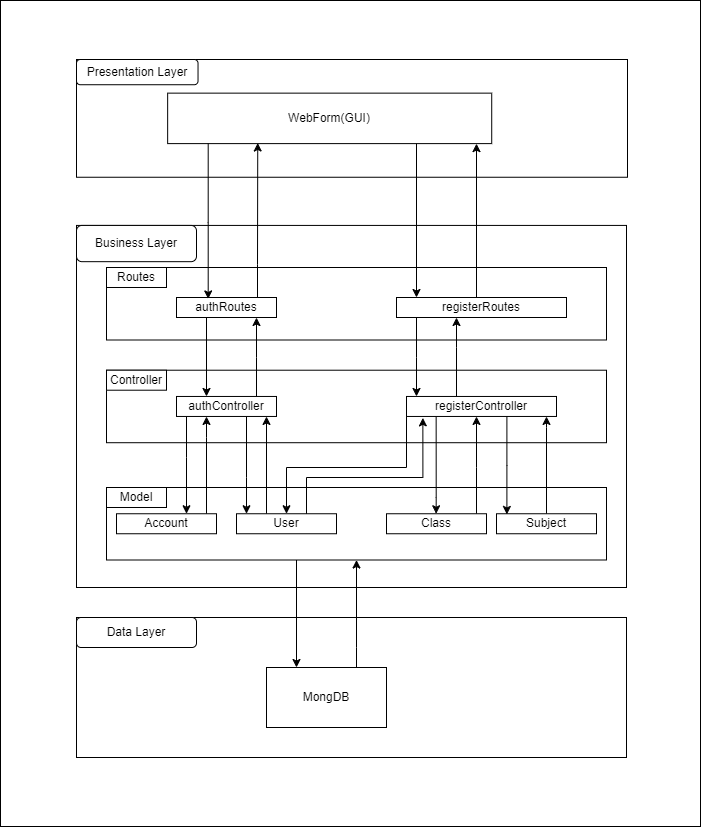 Presentation Layer
WebForm(GUI)
Business Layer
Routes
authRoutes
registerRoutes
Controller
authController
registerController
Model
Account
User
Class
Subject
Data Layer
MongDB